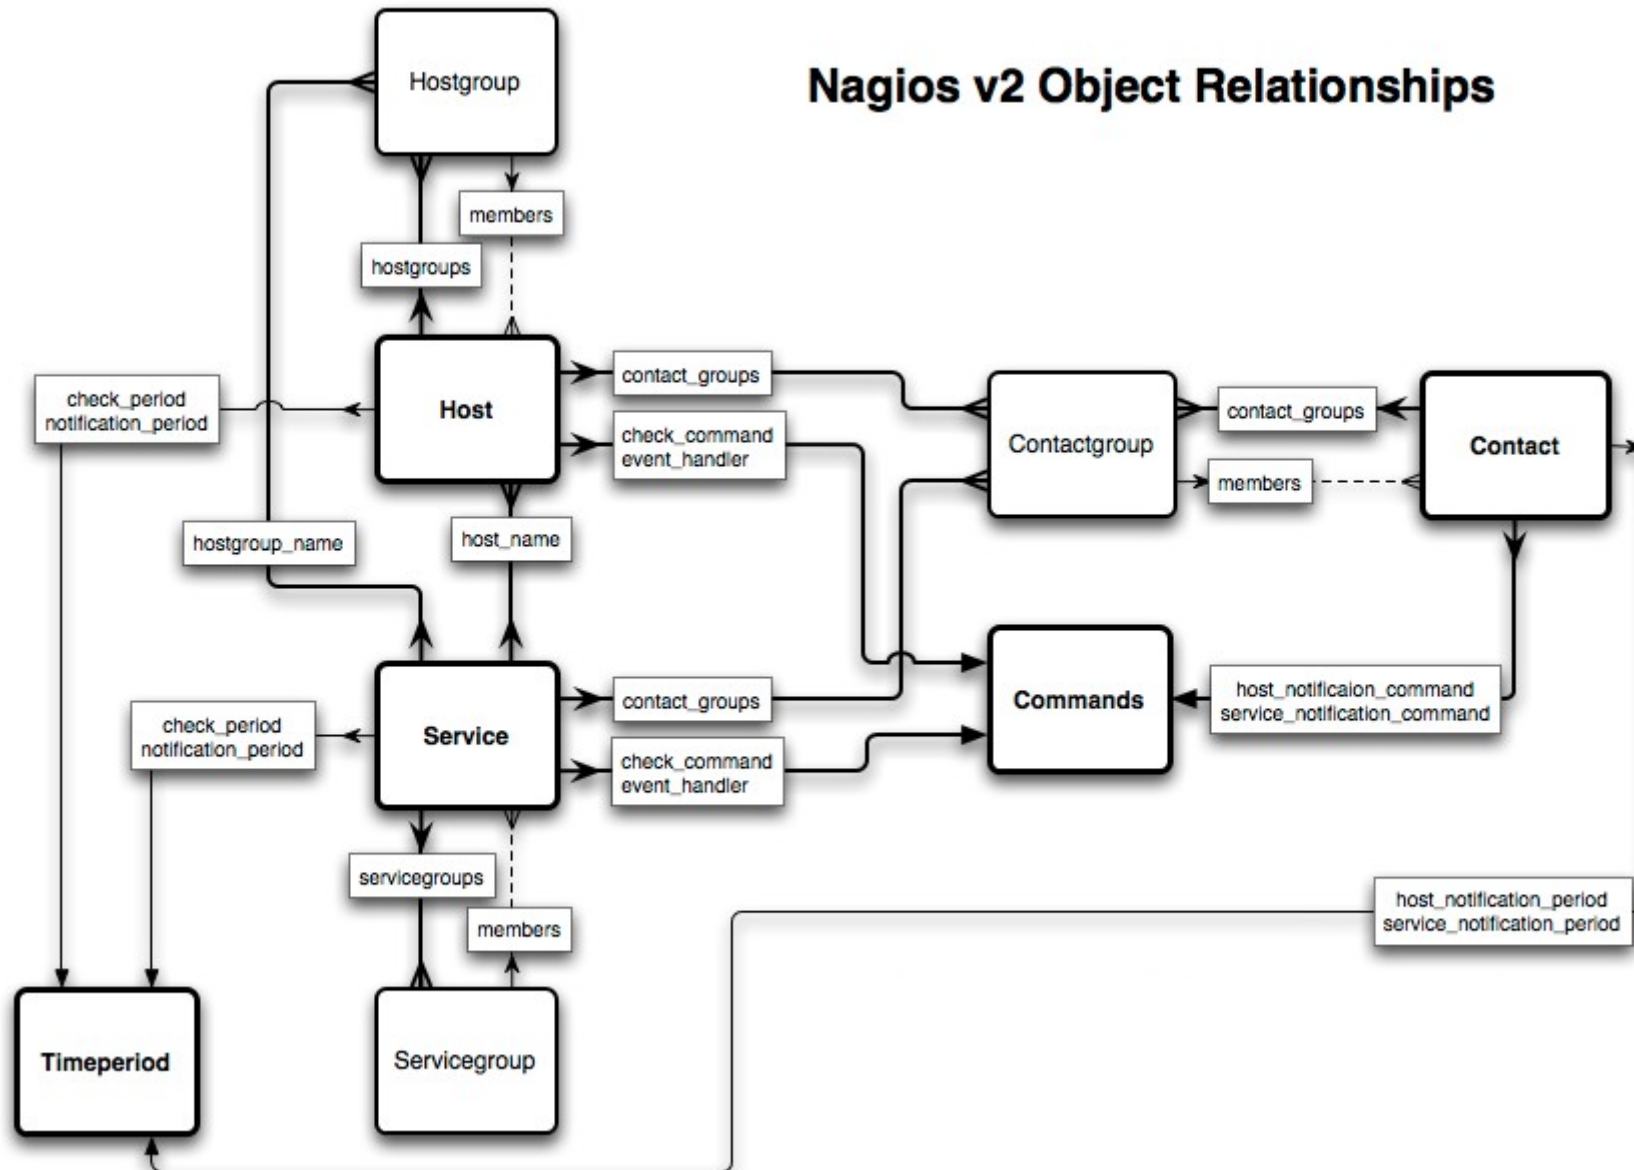 Hostgroup
Nagios v2 Object Relationships
members
hostgroups
check_period
notification_period
Host
contact_groups
check_command
event_handler
Contactgroup
contact_groups
members
Contact
hostgroup_name
host_name
check_period
notification_period
Service
contact_groups
check_command
event_handler
Commands
host_notificaion_command
service_notification_command
servicegroups
members
host_notification_period
service_notification_period
Timeperiod
Servicegroup